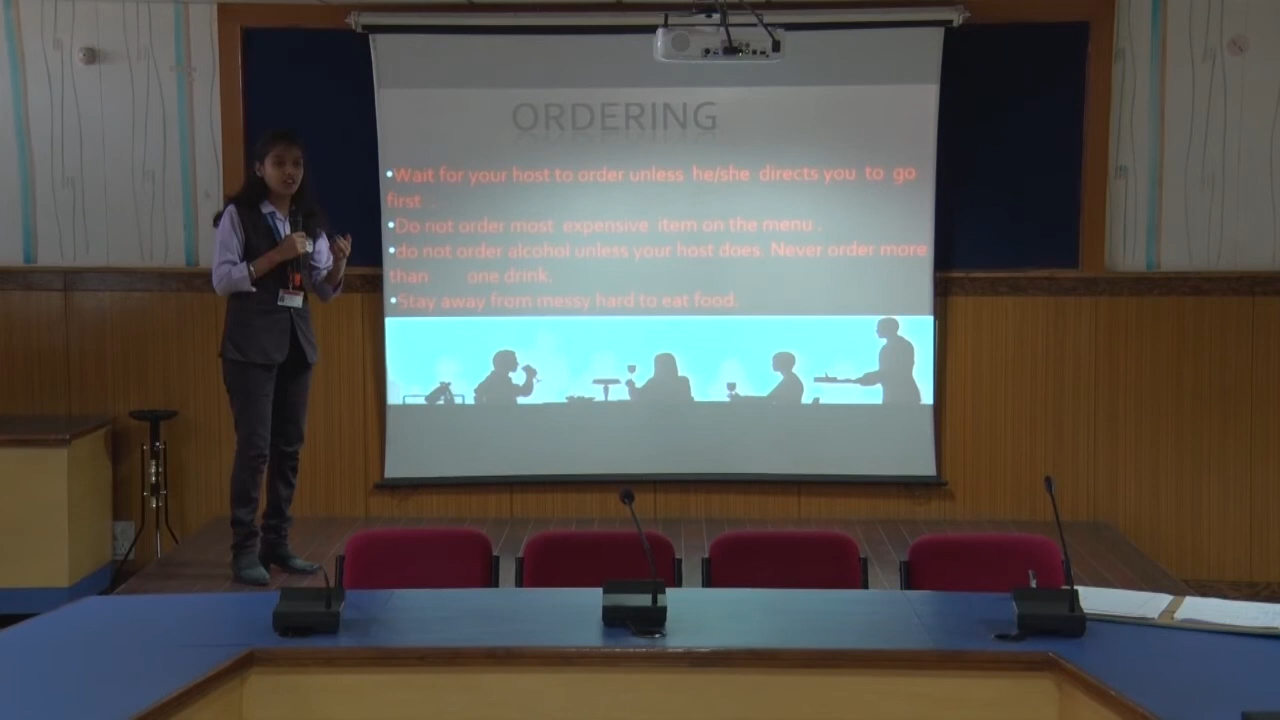 ORDERING
•Wait for your host to order unless he/she directs you to go
first .
•Do not order most expensive item on the menu .
•do not order alcohol unless your host does. Never order more
than one drink.
•Stay away from messy hard to eat food.